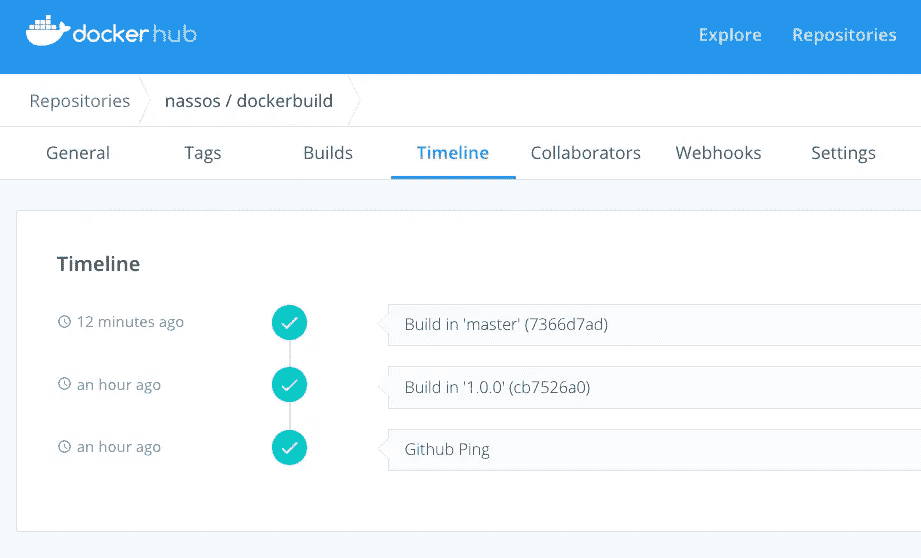 docker hub
Explore Repositories
Repositories nassos / dockerbuild
General Tags Builds Timeline Collaborators Webhooks Settings
Timeline
12 minutes ago Build in 'master' (7366d7ad)
an hour ago Build in '1.0.0' (cb7526a0)
an hour ago Github Ping